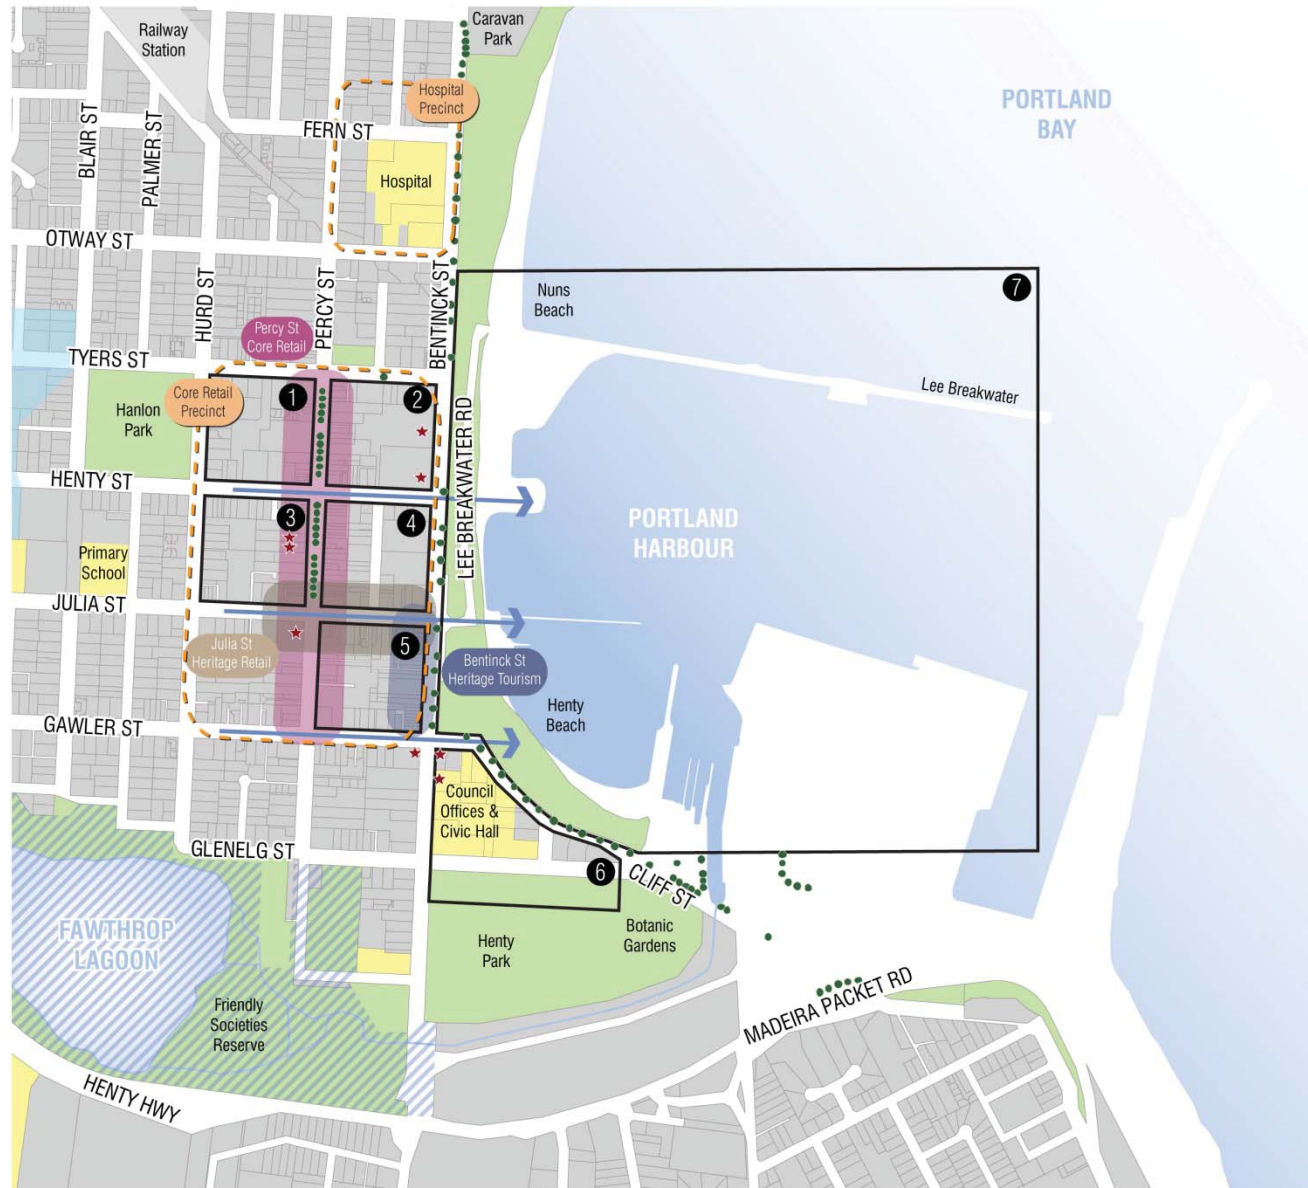 Caravan
Park
Railway
Station
Hospital
Precinct
PORTLAND
BAY
FERN ST
BLAIR ST
PALMER ST
Hospital
OTWAY ST
HURD ST
PERCY ST
BENTINCK ST
7
Nuns
Beach
Percy St
Core Retail
TYERS ST
Lee Breakwater
Core Retail
Precinct
1
2
Hanlon
Park
LEE BREAKWATER RD
HENTY ST
3
4
PORTLAND
HARBOUR
Primary
School
JULIA ST
Julia St
Heritage Retail
5
Bentinck St
Heritage Tourism
Henty
Beach
GAWLER ST
Council
Offices &
Civic Hall
GLENELG ST
6
CLIFF ST
FAWTHROP
LAGOON
Henty
Park
Botanic
Gardens
Friendly
Societies
Reserve
MADEIRA PACKET RD
HENTY HWY